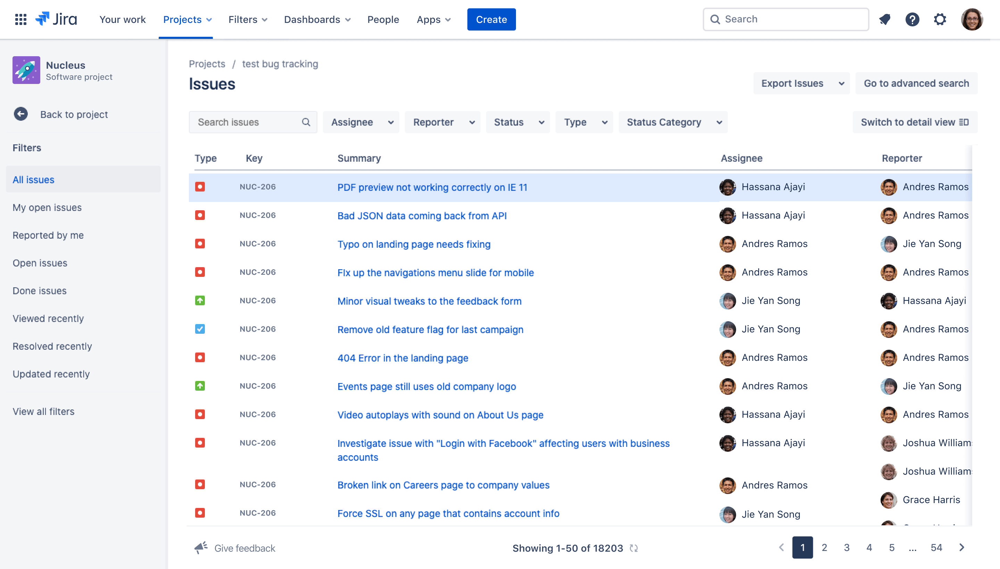 Jira Your work Projects Filters Dashboards People Apps Create Search
Nucleus
Software project
Back to project
Filters
All issues
My open issues
Reported by me
Open issues
Done issues
Viewed recently
Resolved recently
Updated recently
View all filters
Projects / test bug tracking
Issues
Export Issues Go to advanced search
Search issues Assignee Reporter Status Type Status Category Switch to detail view
Type Key Summary Assignee Reporter
NUC-206 PDF preview not working correctly on IE 11 Hassana Ajayi Andres Ramos
NUC-206 Bad JSON data coming back from API Hassana Ajayi Andres Ramos
NUC-206 Typo on landing page needs fixing Andres Ramos Jie Yan Song
NUC-206 FIx up the navigations menu slide for mobile Andres Ramos Andres Ramos
NUC-206 Minor visual tweaks to the feedback form Jie Yan Song Hassana Ajayi
NUC-206 Remove old feature flag for last campaign Jie Yan Song Andres Ramos
NUC-206 404 Error in the landing page Andres Ramos Andres Ramos
NUC-206 Events page still uses old company logo Andres Ramos Jie Yan Song
NUC-206 Video autoplays with sound on About Us page Hassana Ajayi Andres Ramos
NUC-206 Investigate issue with "Login with Facebook" affecting users with business Hassana Ajayi Joshua Williams
accounts
Joshua Williams
NUC-206 Broken link on Careers page to company values Andres Ramos
Grace Harris
NUC-206 Force SSL on any page that contains account info Jie Yan Song
Give feedback Showing 1-50 of 18203 1 2 3 4 5 ... 54